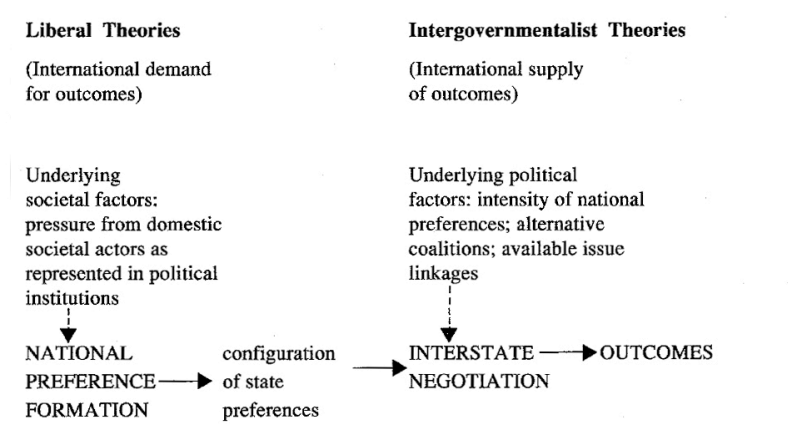 Liberal Theories
(International demand
for outcomes)
Underlying
societal factors:
pressure from domestic
societal actors as
represented in political
institutions
NATIONAL
PREFERENCE
FORMATION
configuration
of state
preferences
Intergovernmentalist Theories
(International supply
of outcomes)
Underlying political
factors: intensity of national
preferences; alternative
coalitions; available issue
linkages
INTERSTATE
NEGOTIATION
OUTCOMES